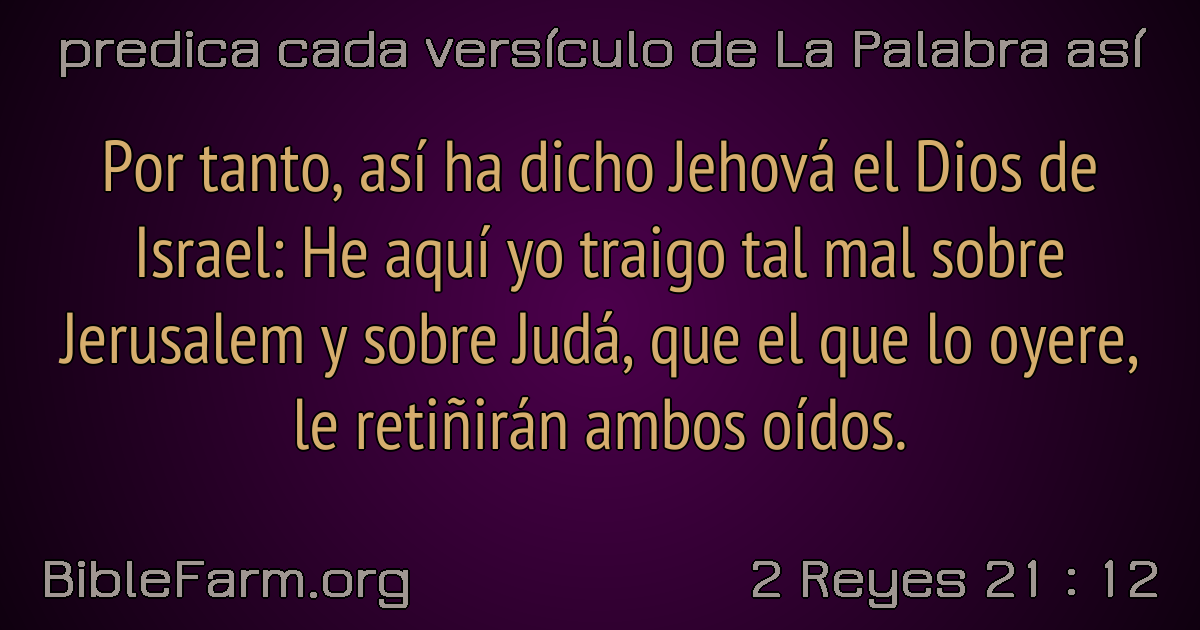 predica cada versículo de La Palabra así
Por tanto, así ha dicho Jehová el Dios de
Israel: He aquí yo traigo tal mal sobre
Jerusalem y sobre Judá, que el que lo oyere,
le retiñirán ambos oídos.
BibleFarm.org
2 Reyes 21 : 12